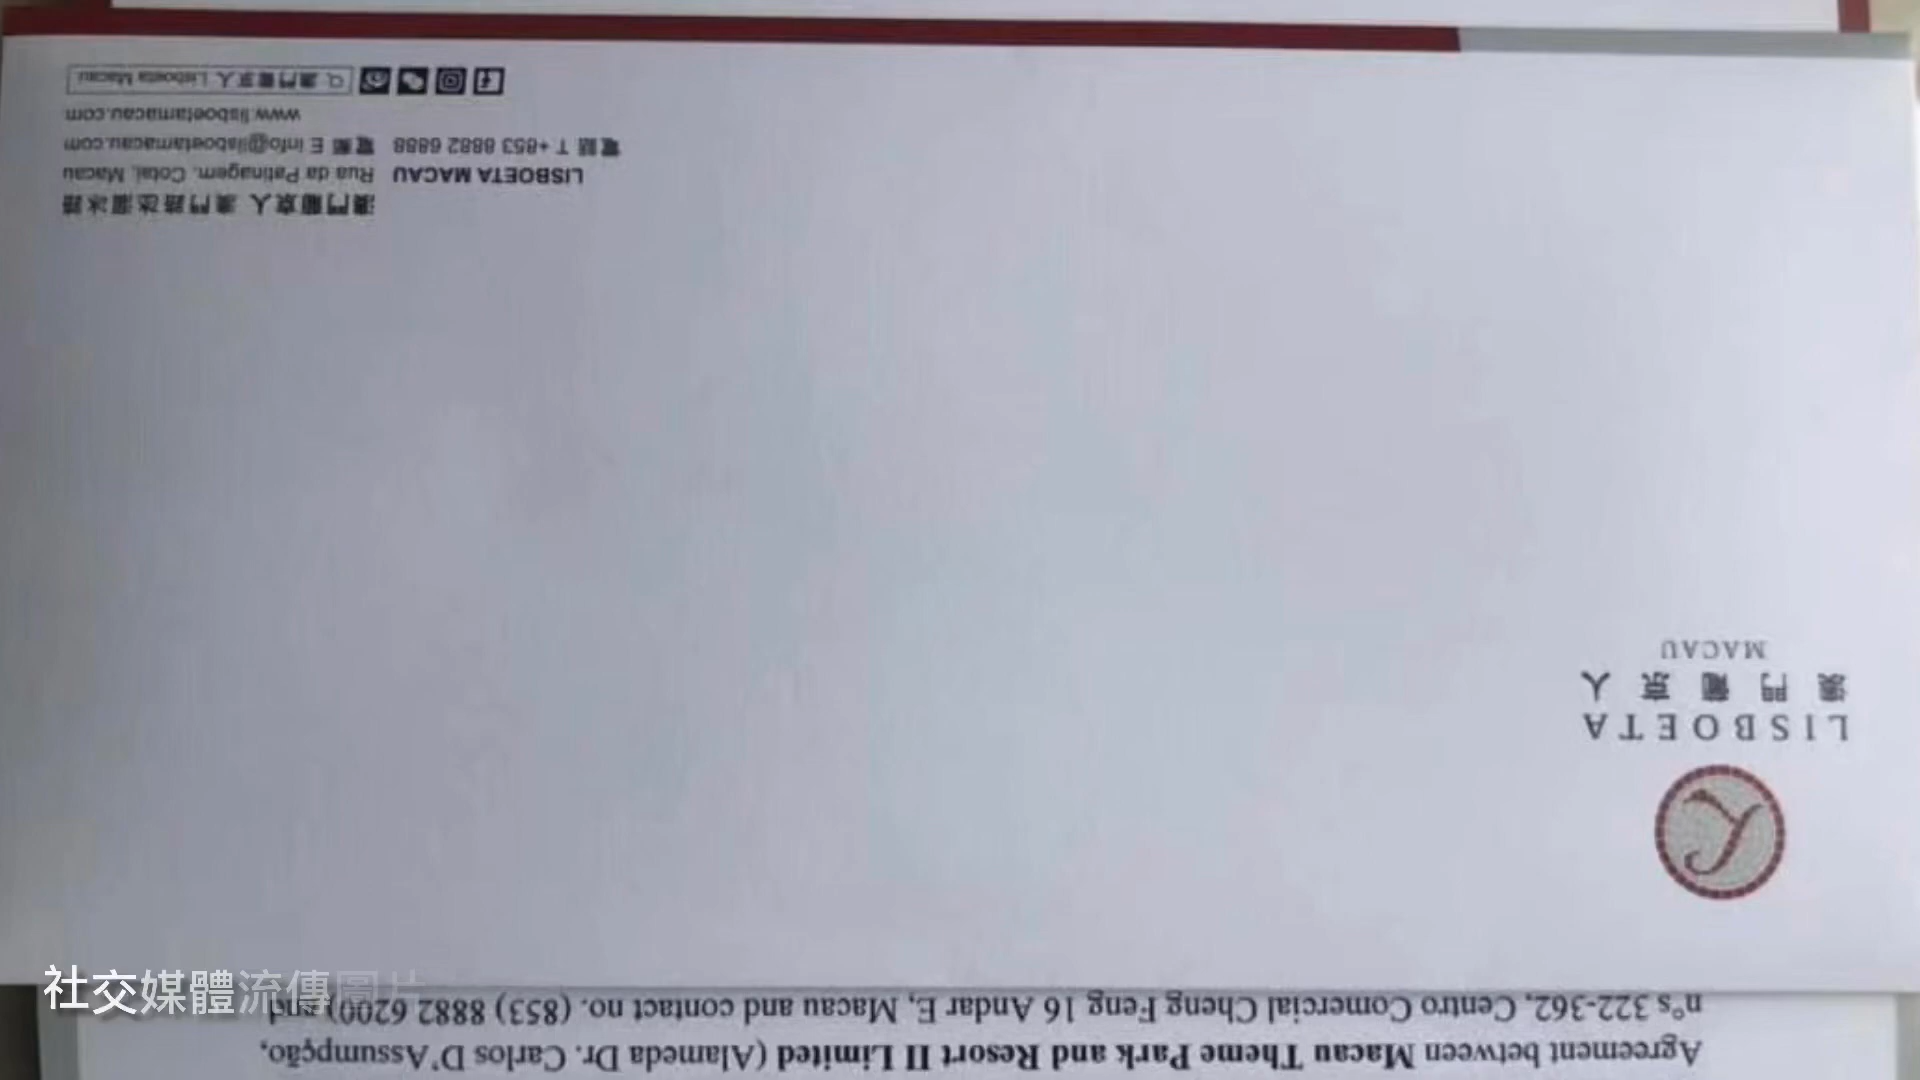 Agreement between Macau Theme Park and Resort II Limited (Alameda Dr. Carlos D'Assumpção,
nºs 322-362, Centro Comercial Cheng Feng 16 Andar E, Macau and contact no. (853) 8882 6200) and
LISBOETA
澳門葡京人
MACAU
澳門葡京人 澳門路氹溜冰路
LISBOETA MACAU Rua da Patinagem, Cotai, Macau
電話 T +853 8882 6888 電郵 E info@lisboetamacau.com
www.lisboetamacau.com
澳門葡京人 Lisboeta Macau
社交媒體流傳圖片